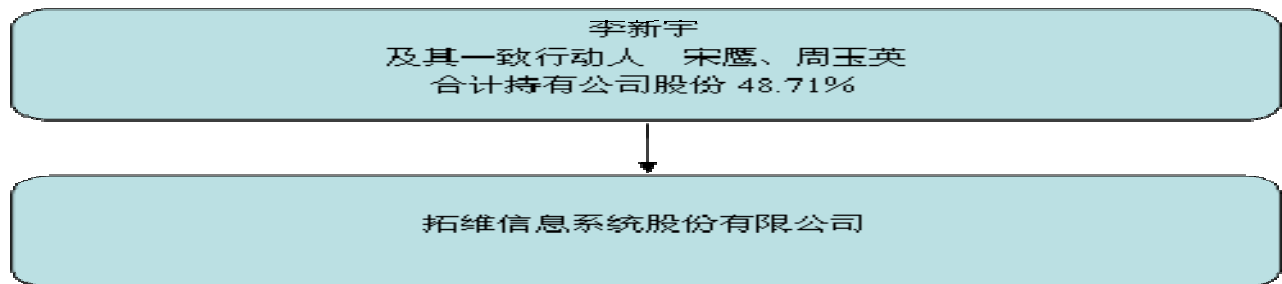 李新宇
及其一致行动人 宋鹰、周玉英
合计持有公司股份 48.71%
拓维信息系统股份有限公司